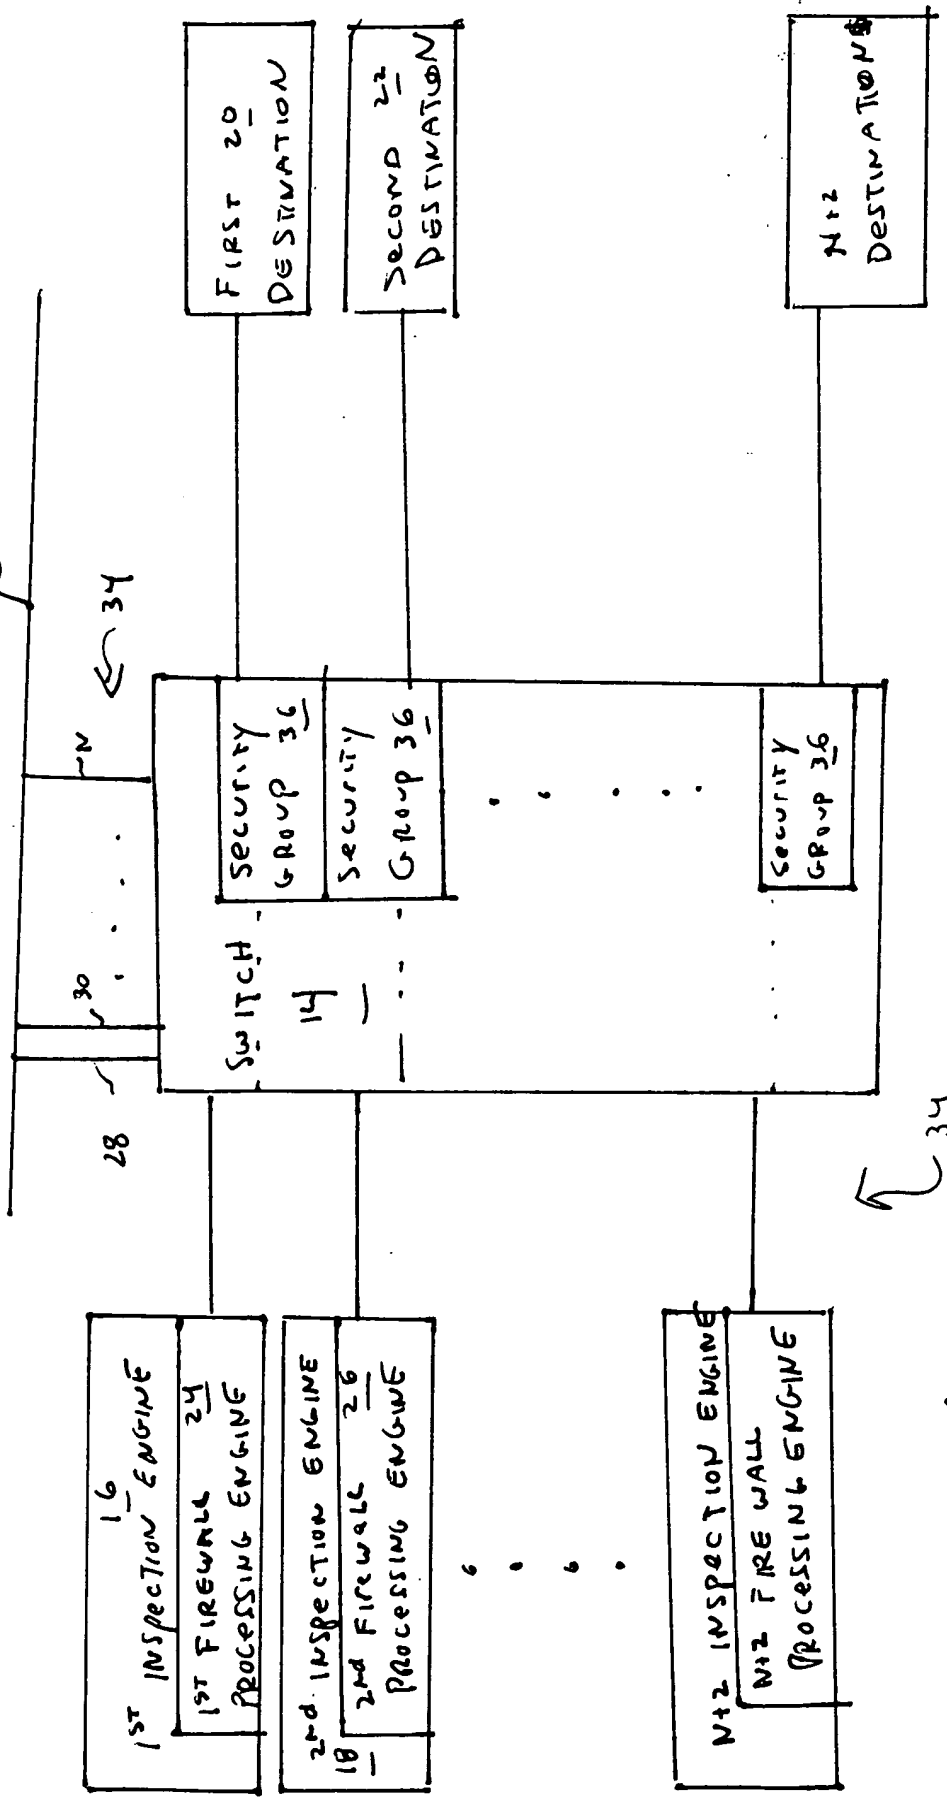 34
N
30
28
1ST INSPECTION ENGINE
16
1ST FIREWALL 24
PROCESSING ENGINE
2nd INSPECTION ENGINE
18
2nd FIREWALL 26
PROCESSING ENGINE
N+2 INSPECTION ENGINE
N+2 FIREWALL
PROCESSING ENGINE
SWITCH
14
SECURITY
GROUP 36
SECURITY
GROUP 36
SECURITY
GROUP 36
FIRST 20
DESTINATION
SECOND 22
DESTINATION
N+2
DESTINATION
34